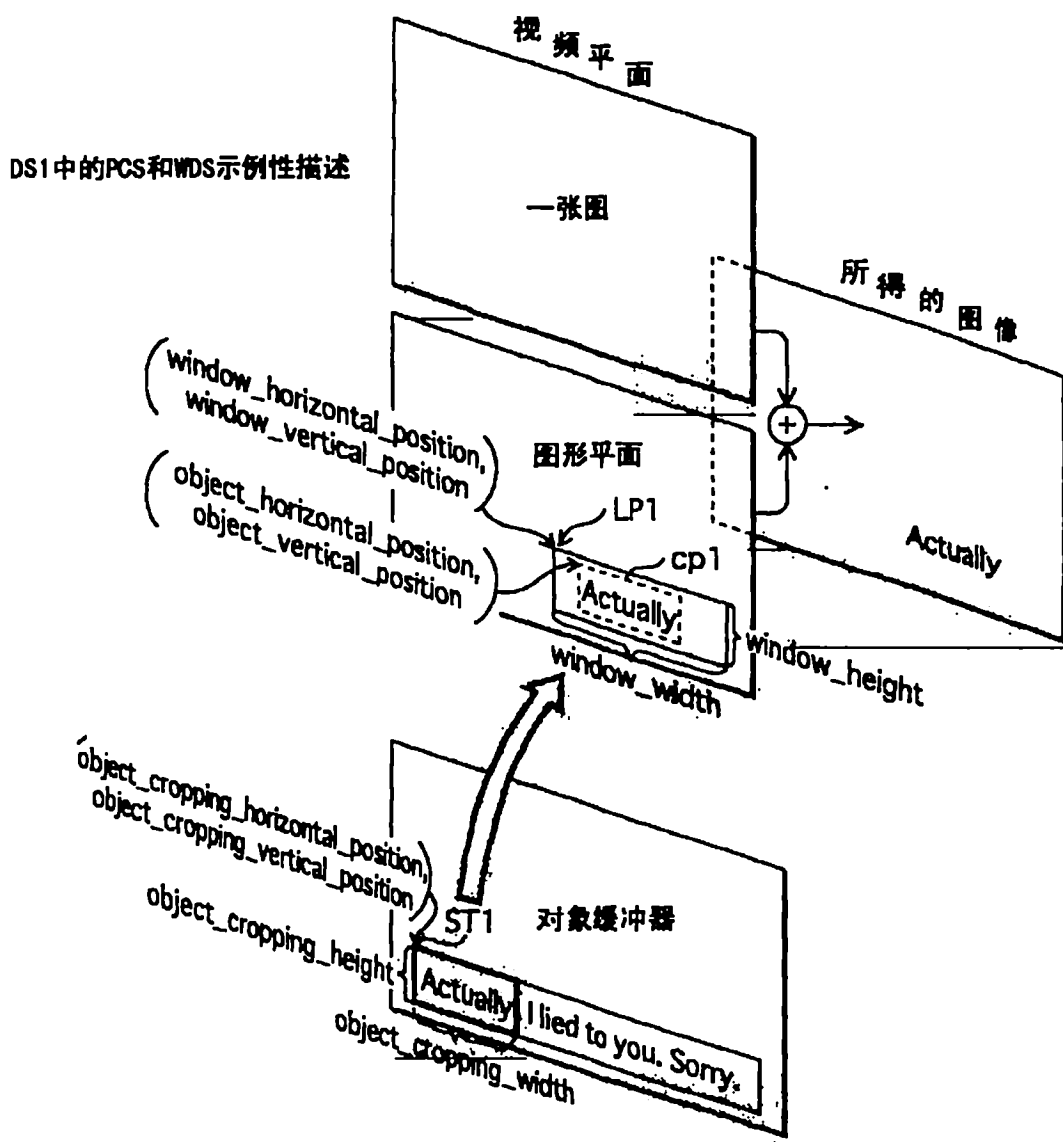 视频平面
DS1中的PCS和WDS示例性描述
一张图
所得的图像
window_horizontal_position,
window_vertical_position
图形平面
object_horizontal_position,
object_vertical_position
LP1
cp1
Actually
Actually
window_height
window_width
object_cropping_horizontal_position,
object_cropping_vertical_position
ST1
对象缓冲器
object_cropping_height
Actually I lied to you. Sorry.
object_cropping_width